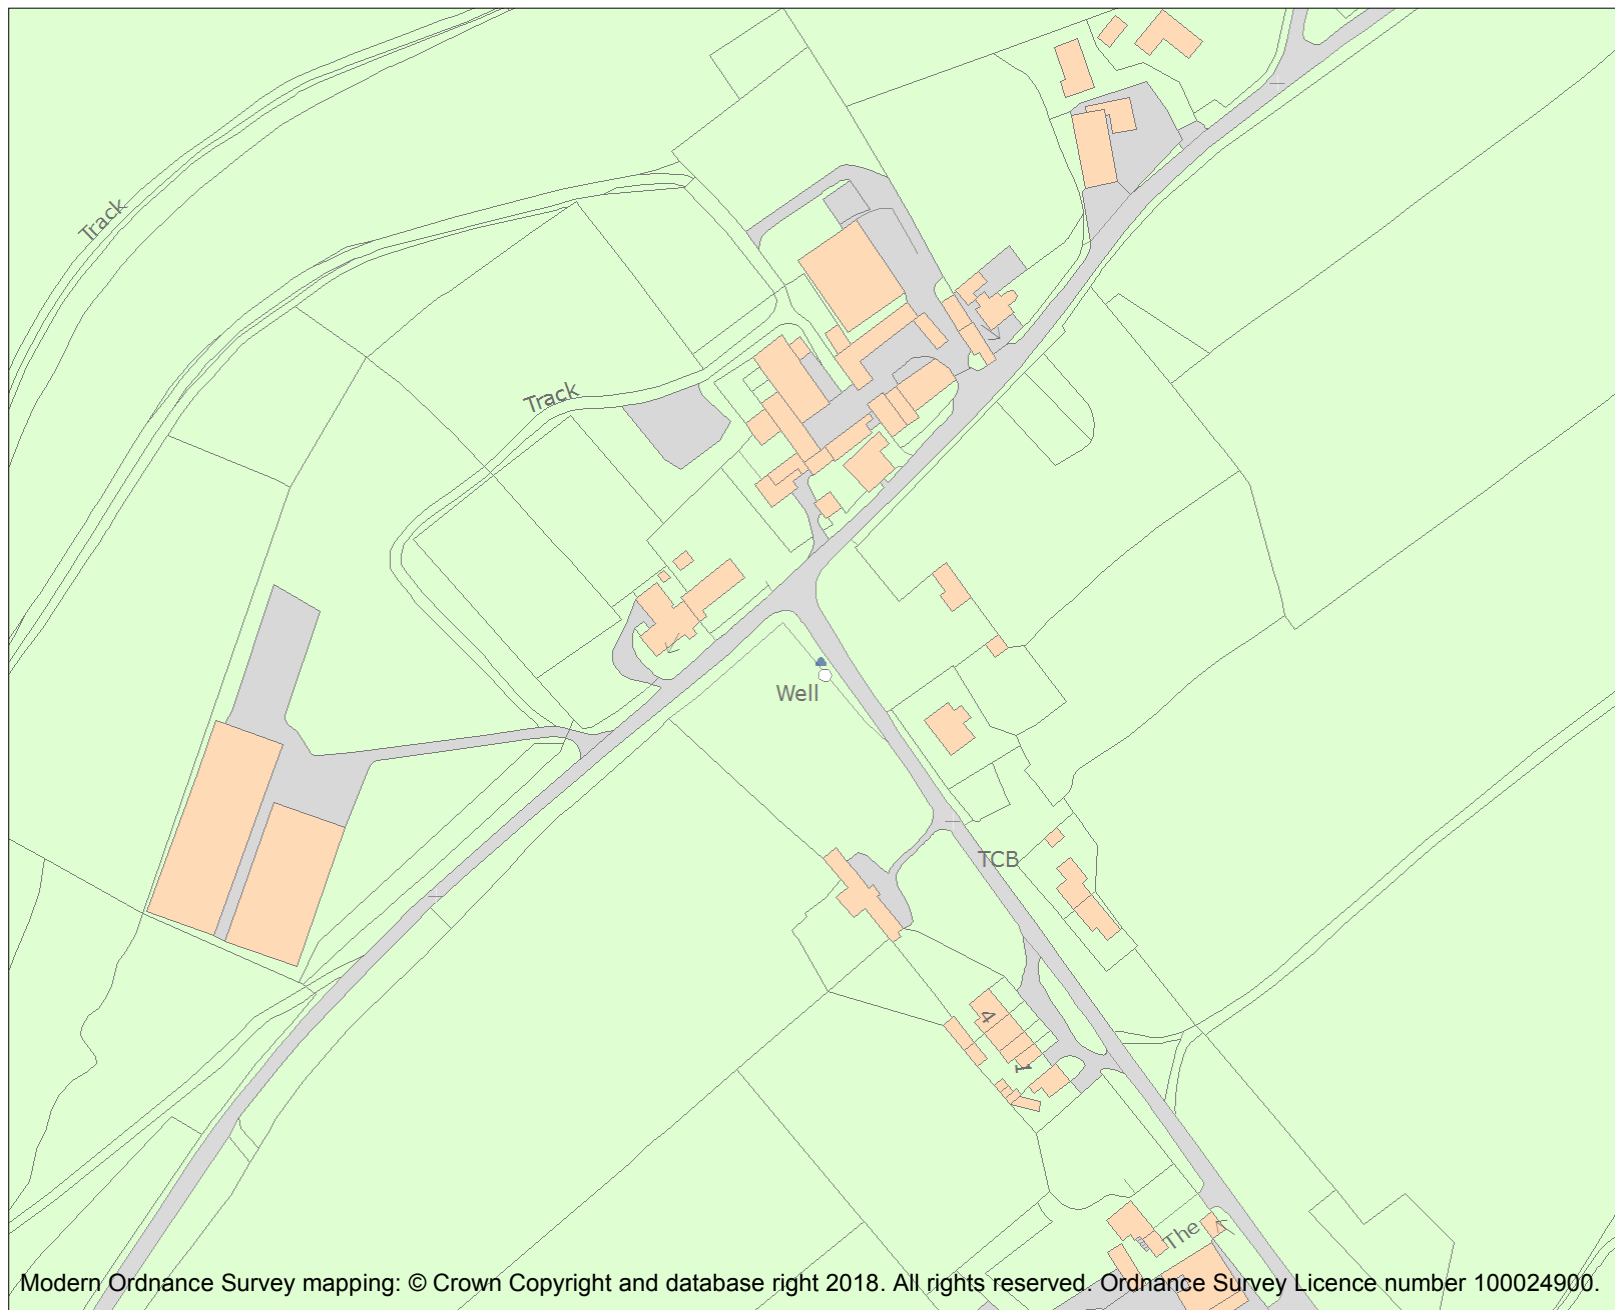 Track
Track
Well
TCB
4
1
The
Modern Ordnance Survey mapping: © Crown Copyright and database right 2018. All rights reserved. Ordnance Survey Licence number 100024900.